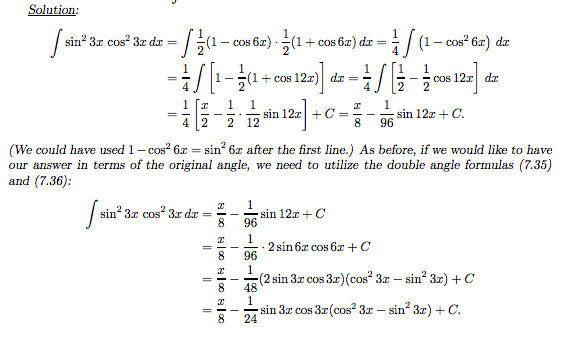 Solution:
∫ sin² 3x cos² 3x dx = ∫ 1/2 (1 − cos 6x) · 1/2 (1 + cos 6x) dx = 1/4 ∫ (1 − cos² 6x) dx
= 1/4 ∫ [1 − 1/2 (1 + cos 12x)] dx = 1/4 ∫ [1/2 − 1/2 cos 12x] dx
= 1/4 [x/2 − 1/2 · 1/12 sin 12x] + C = x/8 − 1/96 sin 12x + C.
(We could have used 1 − cos² 6x = sin² 6x after the first line.) As before, if we would like to have
our answer in terms of the original angle, we need to utilize the double angle formulas (7.35)
and (7.36):
∫ sin² 3x cos² 3x dx = x/8 − 1/96 sin 12x + C
= x/8 − 1/96 · 2 sin 6x cos 6x + C
= x/8 − 1/48 (2 sin 3x cos 3x)(cos² 3x − sin² 3x) + C
= x/8 − 1/24 sin 3x cos 3x(cos² 3x − sin² 3x) + C.